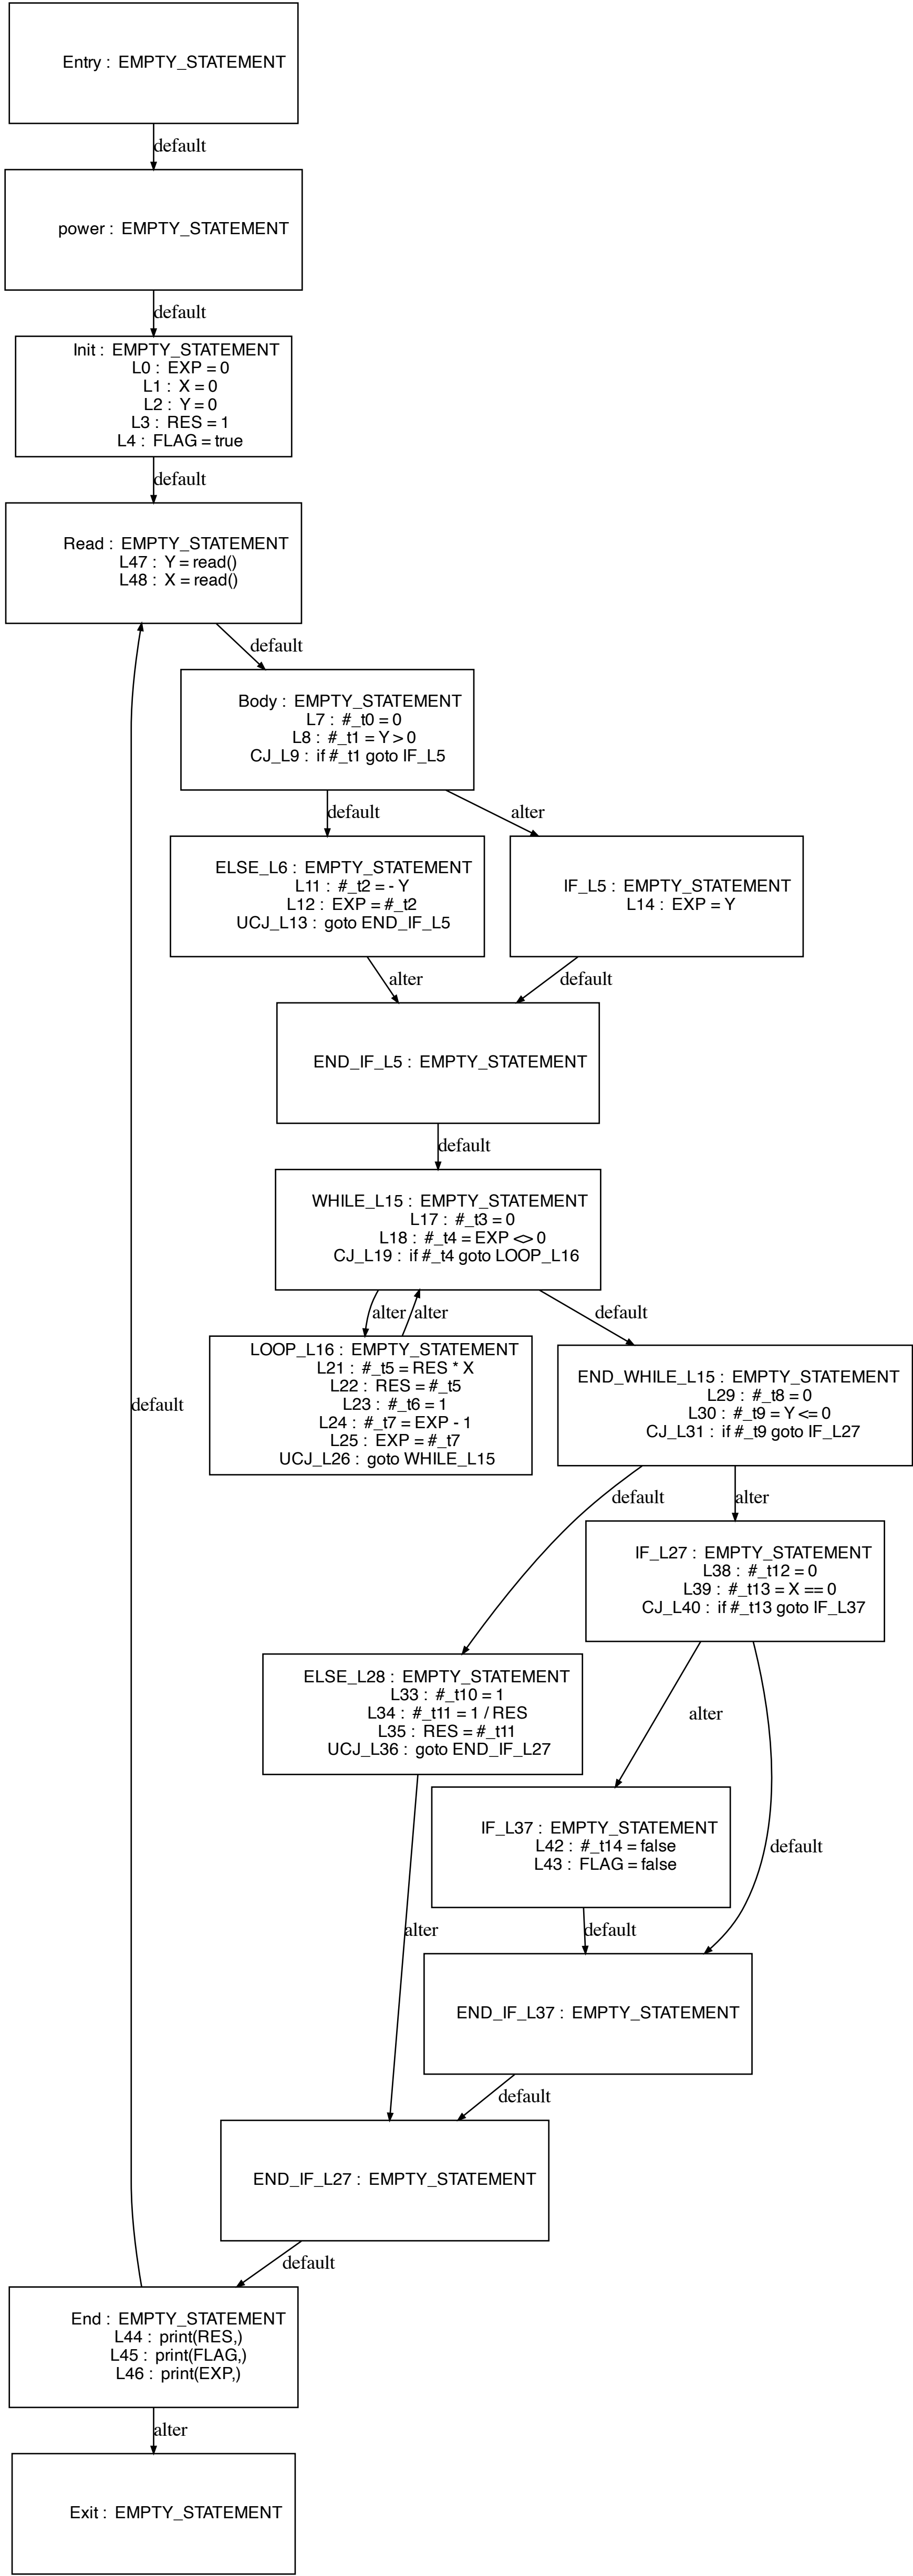 Entry : EMPTY_STATEMENT
default
power : EMPTY_STATEMENT
default
Init : EMPTY_STATEMENT
L0 : EXP = 0
L1 : X = 0
L2 : Y = 0
L3 : RES = 1
L4 : FLAG = true
default
Read : EMPTY_STATEMENT
L47 : Y = read()
L48 : X = read()
default
Body : EMPTY_STATEMENT
L7 : #_t0 = 0
L8 : #_t1 = Y > 0
CJ_L9 : if #_t1 goto IF_L5
default
alter
ELSE_L6 : EMPTY_STATEMENT
L11 : #_t2 = - Y
L12 : EXP = #_t2
UCJ_L13 : goto END_IF_L5
IF_L5 : EMPTY_STATEMENT
L14 : EXP = Y
alter
default
END_IF_L5 : EMPTY_STATEMENT
default
WHILE_L15 : EMPTY_STATEMENT
L17 : #_t3 = 0
L18 : #_t4 = EXP <> 0
CJ_L19 : if #_t4 goto LOOP_L16
alter
alter
default
LOOP_L16 : EMPTY_STATEMENT
L21 : #_t5 = RES * X
L22 : RES = #_t5
L23 : #_t6 = 1
L24 : #_t7 = EXP - 1
L25 : EXP = #_t7
UCJ_L26 : goto WHILE_L15
END_WHILE_L15 : EMPTY_STATEMENT
L29 : #_t8 = 0
L30 : #_t9 = Y <= 0
CJ_L31 : if #_t9 goto IF_L27
default
default
alter
IF_L27 : EMPTY_STATEMENT
L38 : #_t12 = 0
L39 : #_t13 = X == 0
CJ_L40 : if #_t13 goto IF_L37
ELSE_L28 : EMPTY_STATEMENT
L33 : #_t10 = 1
L34 : #_t11 = 1 / RES
L35 : RES = #_t11
UCJ_L36 : goto END_IF_L27
alter
IF_L37 : EMPTY_STATEMENT
L42 : #_t14 = false
L43 : FLAG = false
default
alter
default
END_IF_L37 : EMPTY_STATEMENT
default
END_IF_L27 : EMPTY_STATEMENT
default
End : EMPTY_STATEMENT
L44 : print(RES,)
L45 : print(FLAG,)
L46 : print(EXP,)
alter
Exit : EMPTY_STATEMENT